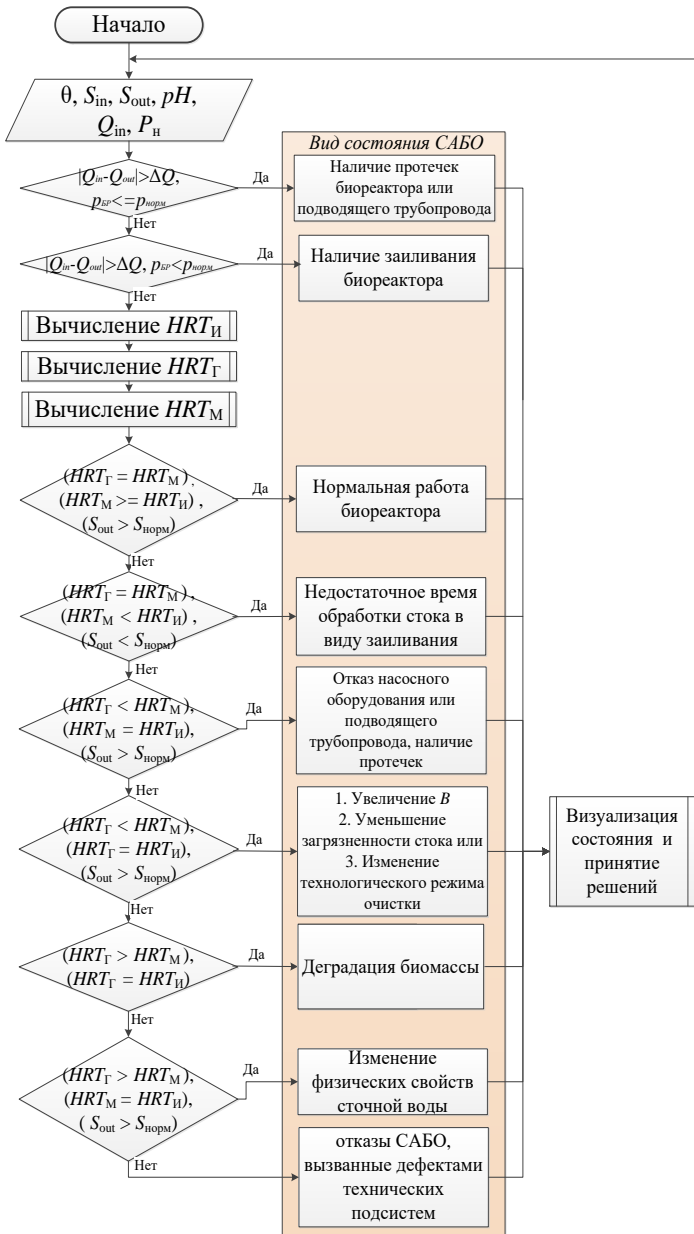 Начало
θ, S_in, S_out, pH,
Q_in, P_н
Вид состояния САБО
|Q_in-Q_out|>ΔQ,
p_БР<=p_норм
Да
Наличие протечек
биореактора или
подводящего трубопровода
Нет
|Q_in-Q_out|>ΔQ, p_БР<p_норм
Да
Наличие заиливания
биореактора
Нет
Вычисление HRT_И
Вычисление HRT_Г
Вычисление HRT_М
(HRT_Г = HRT_М) ,
(HRT_М >= HRT_И) ,
(S_out > S_норм)
Да
Нормальная работа
биореактора
Нет
(HRT_Г = HRT_М) ,
(HRT_М < HRT_И) ,
(S_out < S_норм)
Да
Недостаточное время
обработки стока в
виду заиливания
Нет
(HRT_Г < HRT_М),
(HRT_М = HRT_И),
(S_out > S_норм)
Да
Отказ насосного
оборудования или
подводящего
трубопровода, наличие
протечек
Нет
(HRT_Г < HRT_М),
(HRT_Г = HRT_И),
(S_out > S_норм)
Да
1. Увеличение B
2. Уменьшение
загрязненности стока или
3. Изменение
технологического режима
очистки
Визуализация
состояния и
принятие
решений
Нет
(HRT_Г > HRT_М),
(HRT_Г = HRT_И)
Да
Деградация биомассы
Нет
(HRT_Г > HRT_М),
(HRT_М = HRT_И),
( S_out > S_норм)
Да
Изменение
физических свойств
сточной воды
Нет
отказы САБО,
вызванные дефектами
технических
подсистем